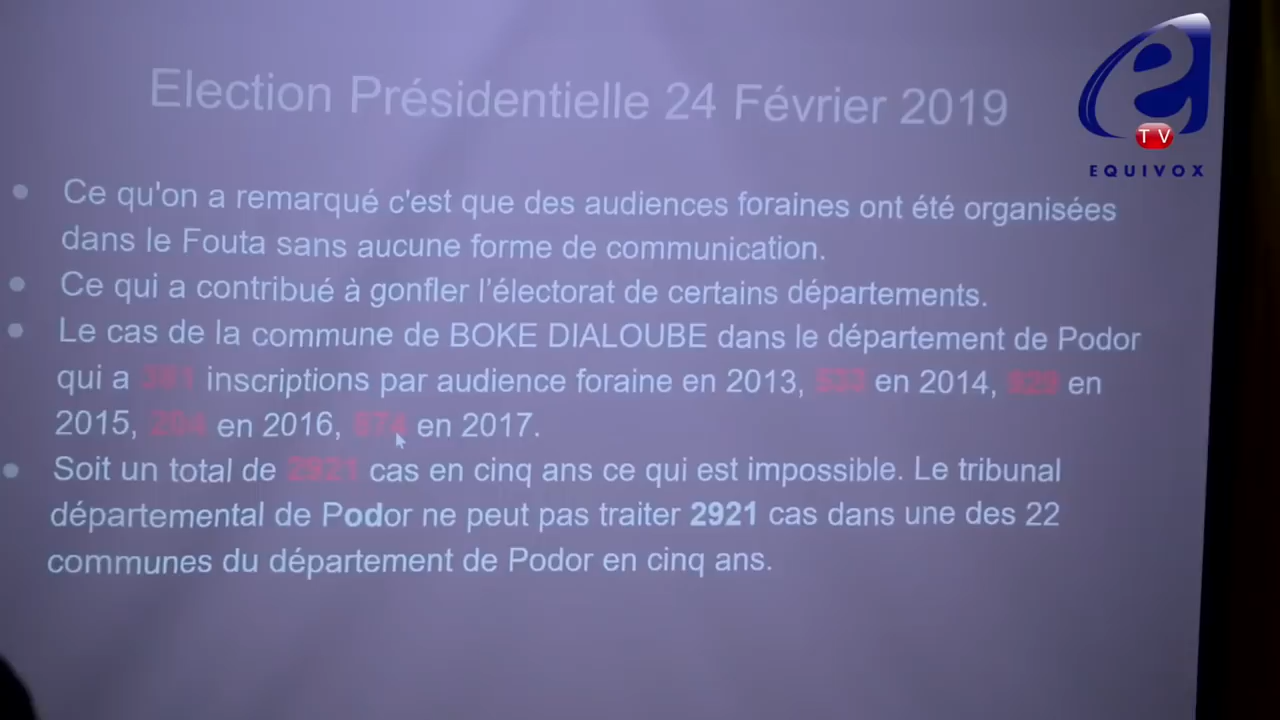 Election Présidentielle 24 Février 2019
TV
EQUIVOX
Ce qu'on a remarqué c'est que des audiences foraines ont été organisées
dans le Fouta sans aucune forme de communication.
Ce qui a contribué à gonfler l'électorat de certains départements.
Le cas de la commune de BOKE DIALOUBE dans le département de Podor
qui a inscriptions par audience foraine en 2013, en 2014, en
2015, 204 en 2016, 574 en 2017.
Soit un total de 2921 cas en cinq ans ce qui est impossible. Le tribunal
départemental de Podor ne peut pas traiter 2921 cas dans une des 22
communes du département de Podor en cinq ans.